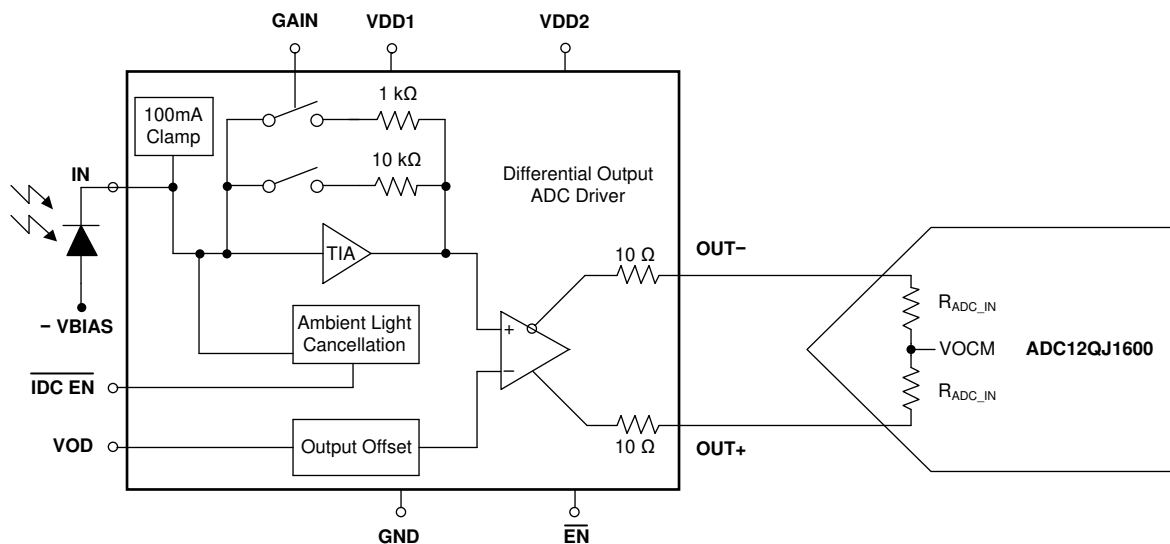 GAIN
VDD1
VDD2
100mA
Clamp
1 kΩ
10 kΩ
IN
Differential Output
ADC Driver
TIA
− VBIAS
10 Ω
OUT−
R_ADC_IN
Ambient Light
Cancellation
+
−
VOCM
ADC12QJ1600
IDC EN
R_ADC_IN
VOD
Output Offset
10 Ω
OUT+
GND
EN